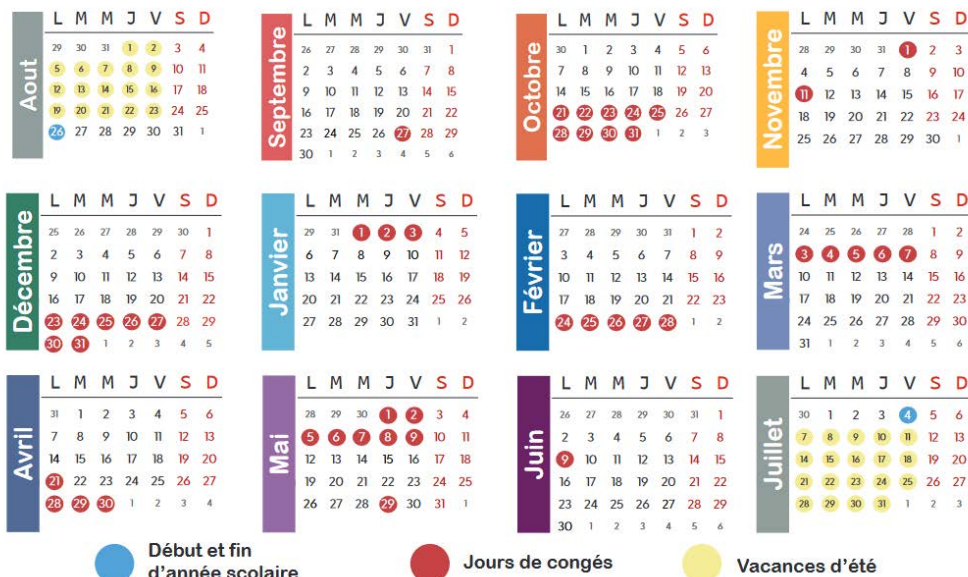 Aout
L M M J V S D
29 30 31 1 2 3 4
5 6 7 8 9 10 11
12 13 14 15 16 17 18
19 20 21 22 23 24 25
26 27 28 29 30 31 1
Septembre
L M M J V S D
26 27 28 29 30 31 1
2 3 4 5 6 7 8
9 10 11 12 13 14 15
16 17 18 19 20 21 22
23 24 25 26 27 28 29
30 1 2 3 4 5 6
Octobre
L M M J V S D
30 1 2 3 4 5 6
7 8 9 10 11 12 13
14 15 16 17 18 19 20
21 22 23 24 25 26 27
28 29 30 31 1 2 3
Novembre
L M M J V S D
28 29 30 31 1 2 3
4 5 6 7 8 9 10
11 12 13 14 15 16 17
18 19 20 21 22 23 24
25 26 27 28 29 30 1
Décembre
L M M J V S D
25 26 27 28 29 30 1
2 3 4 5 6 7 8
9 10 11 12 13 14 15
16 17 18 19 20 21 22
23 24 25 26 27 28 29
30 31 1 2 3 4 5
Janvier
L M M J V S D
29 31 1 2 3 4 5
6 7 8 9 10 11 12
13 14 15 16 17 18 19
20 21 22 23 24 25 26
27 28 29 30 31 1 2
Février
L M M J V S D
27 28 29 30 31 1 2
3 4 5 6 7 8 9
10 11 12 13 14 15 16
17 18 19 20 21 22 23
24 25 26 27 28 1 2
Mars
L M M J V S D
24 25 26 27 28 1 2
3 4 5 6 7 8 9
10 11 12 13 14 15 16
17 18 19 20 21 22 23
24 25 26 27 28 29 30
31 1 2 3 4 5 6
Avril
L M M J V S D
31 1 2 3 4 5 6
7 8 9 10 11 12 13
14 15 16 17 18 19 20
21 22 23 24 25 26 27
28 29 30 1 2 3 4
Mai
L M M J V S D
28 29 30 1 2 3 4
5 6 7 8 9 10 11
12 13 14 15 16 17 18
19 20 21 22 23 24 25
26 27 28 29 30 31 1
Juin
L M M J V S D
26 27 28 29 30 31 1
2 3 4 5 6 7 8
9 10 11 12 13 14 15
16 17 18 19 20 21 22
23 24 25 26 27 28 29
30 1 2 3 4 5 6
Juillet
L M M J V S D
30 1 2 3 4 5 6
7 8 9 10 11 12 13
14 15 16 17 18 19 20
21 22 23 24 25 26 27
28 29 30 31 1 2 3
Début et fin
d'année scolaire
Jours de congés
Vacances d'été